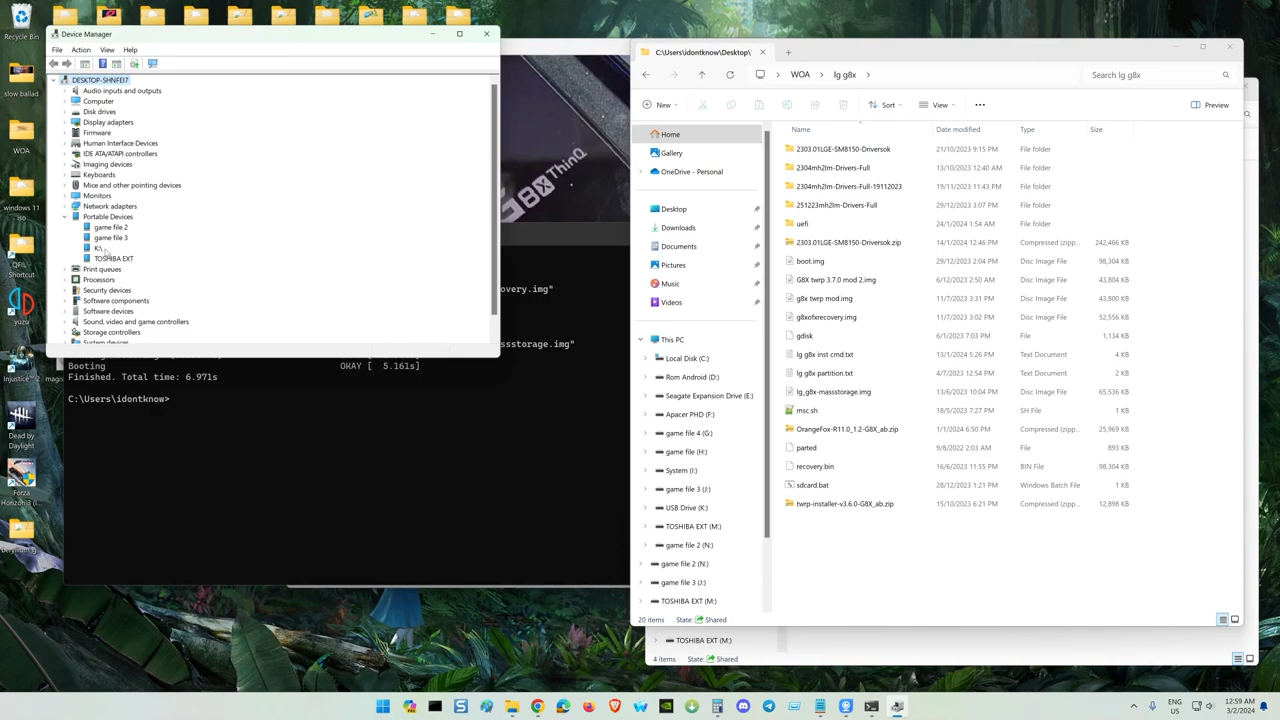 Recycle Bin
slow ballad
WOA
windows 11 iso
QFIL Shortcut
yuzu
Injustice™ 2
Dead by Daylight
Forza Horizon 3 (...
Device Manager
File Action View Help
DESKTOP-SHNFEI7
Audio inputs and outputs
Computer
Disk drives
Display adapters
Firmware
Human Interface Devices
IDE ATA/ATAPI controllers
Imaging devices
Keyboards
Mice and other pointing devices
Monitors
Network adapters
Portable Devices
game file 2
game file 3
K:\
TOSHIBA EXT
Print queues
Processors
Security devices
Software components
Software devices
Sound, video and game controllers
Storage controllers
System devices
G8X ThinQ
overy.img"
ssstorage.img"
Booting OKAY [ 5.161s]
Finished. Total time: 6.971s
C:\Users\idontknow>
C:\Users\idontknow\Desktop\
WOA > lg g8x >
Search lg g8x
New Sort View ... Preview
Home
Gallery
OneDrive - Personal
Desktop
Downloads
Documents
Pictures
Music
Videos
This PC
Local Disk (C:)
Rom Android (D:)
Seagate Expansion Drive (E:)
Apacer PHD (F:)
game file 4 (G:)
game file (H:)
System (I:)
game file 3 (J:)
USB Drive (K:)
TOSHIBA EXT (M:)
game file 2 (N:)
game file 2 (N:)
game file 3 (J:)
TOSHIBA EXT (M:)
Name Date modified Type Size
2303.01LGE-SM8150-Driversok 21/10/2023 9:15 PM File folder
2304mh2lm-Drivers-Full 13/10/2023 12:40 AM File folder
2304mh2lm-Drivers-Full-19112023 19/11/2023 11:43 PM File folder
251223mh2lm-Drivers-Full 29/12/2023 3:07 PM File folder
uefi 24/1/2024 1:54 AM File folder
2303.01LGE-SM8150-Driversok.zip 14/1/2024 12:46 PM Compressed (zipp... 242,466 KB
boot.img 29/12/2023 2:04 PM Disc Image File 98,304 KB
G8X twrp 3.7.0 mod 2.img 6/12/2023 2:50 AM Disc Image File 43,804 KB
g8x twrp mod.img 11/7/2023 3:31 PM Disc Image File 43,800 KB
g8xofxrecovery.img 11/7/2023 3:02 PM Disc Image File 52,556 KB
gdisk 6/1/2023 7:03 PM File 1,134 KB
lg g8x inst cmd.txt 13/1/2024 5:26 PM Text Document 4 KB
lg g8x partition.txt 4/7/2023 12:54 PM Text Document 2 KB
lg_g8x-massstorage.img 13/6/2023 10:04 PM Disc Image File 65,536 KB
msc.sh 18/5/2023 7:27 PM SH File 1 KB
OrangeFox-R11.0_1.2-G8X_ab.zip 1/1/2024 6:50 PM Compressed (zipp... 25,969 KB
parted 9/8/2022 2:03 AM File 893 KB
recovery.bin 16/6/2023 11:55 PM BIN File 98,304 KB
sdcard.bat 28/12/2023 1:21 PM Windows Batch File 1 KB
twrp-installer-v3.6.0-G8X_ab.zip 15/10/2023 6:21 PM Compressed (zipp... 12,898 KB
20 items State: Shared
TOSHIBA EXT (M:)
4 items State: Shared
ENG US
12:59 AM
3/2/2024